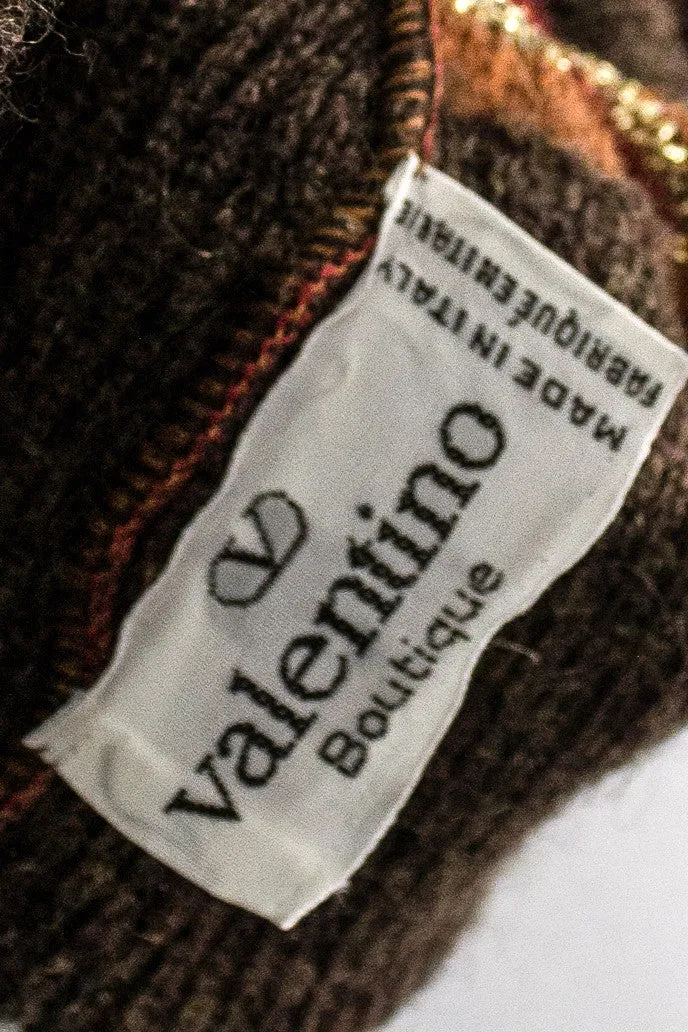 V
valentino
Boutique
MADE IN ITALY
FABRIQUÉ EN ITALIE